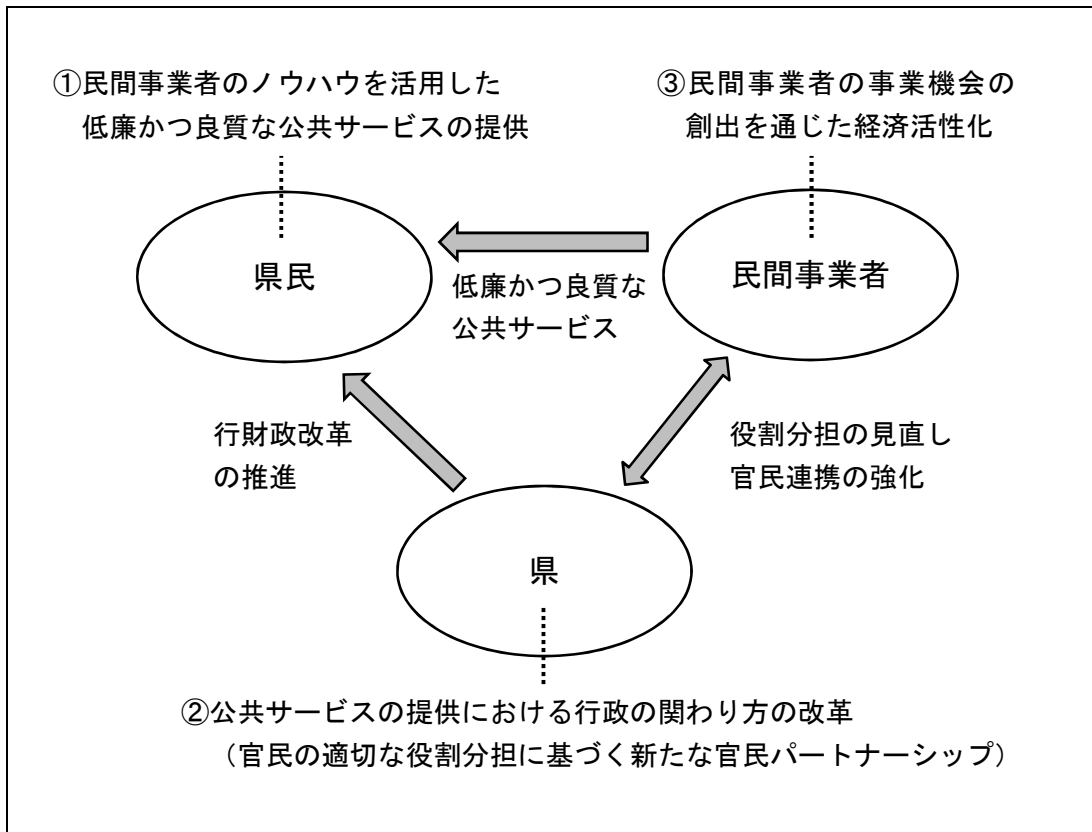 ①民間事業者のノウハウを活用した
低廉かつ良質な公共サービスの提供
③民間事業者の事業機会の
創出を通じた経済活性化
県民
民間事業者
低廉かつ良質な
公共サービス
行財政改革
の推進
役割分担の見直し
官民連携の強化
県
②公共サービスの提供における行政の関わり方の改革
（官民の適切な役割分担に基づく新たな官民パートナーシップ）